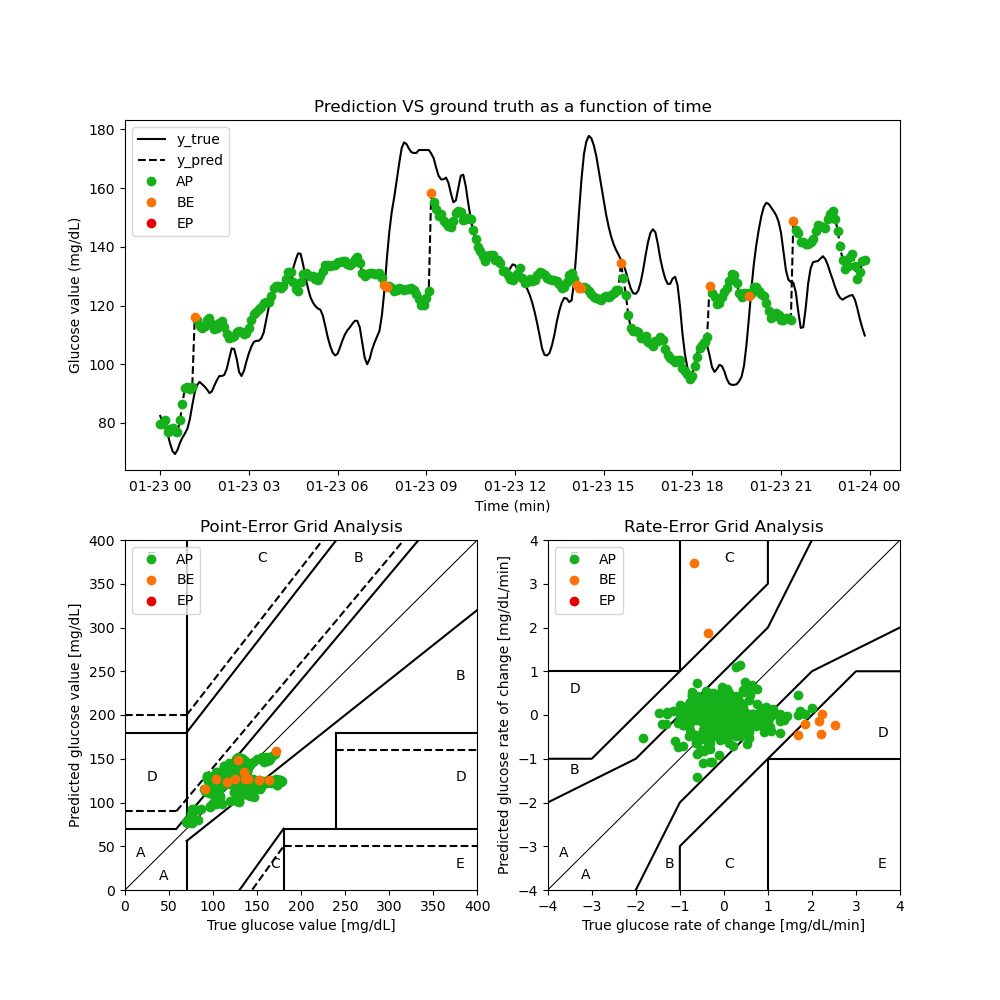 Prediction VS ground truth as a function of time
Glucose value (mg/dL)
180
160
140
120
100
80
y_true
y_pred
AP
BE
EP
01-23 00 01-23 03 01-23 06 01-23 09 01-23 12 01-23 15 01-23 18 01-23 21 01-24 00
Time (min)
Point-Error Grid Analysis
Predicted glucose value [mg/dL]
400
350
300
250
200
150
100
50
0
AP
BE
EP
C
B
B
D
D
A
A
C
E
0 50 100 150 200 250 300 350 400
True glucose value [mg/dL]
Rate-Error Grid Analysis
Predicted glucose rate of change [mg/dL/min]
4
3
2
1
0
−1
−2
−3
−4
AP
BE
EP
C
D
D
B
A
A
B
C
E
−4 −3 −2 −1 0 1 2 3 4
True glucose rate of change [mg/dL/min]